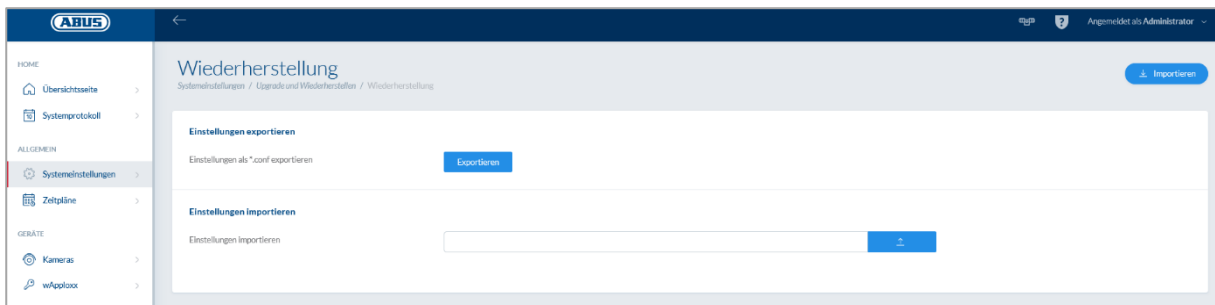 ABUS
Angemeldet als Administrator
HOME
Übersichtsseite
Systemprotokoll
ALLGEMEIN
Systemeinstellungen
Zeitpläne
GERÄTE
Kameras
wApploxx
Wiederherstellung
Systemeinstellungen / Upgrade und Wiederherstellen / Wiederherstellung
Importieren
Einstellungen exportieren
Einstellungen als *.conf exportieren
Exportieren
Einstellungen importieren
Einstellungen importieren